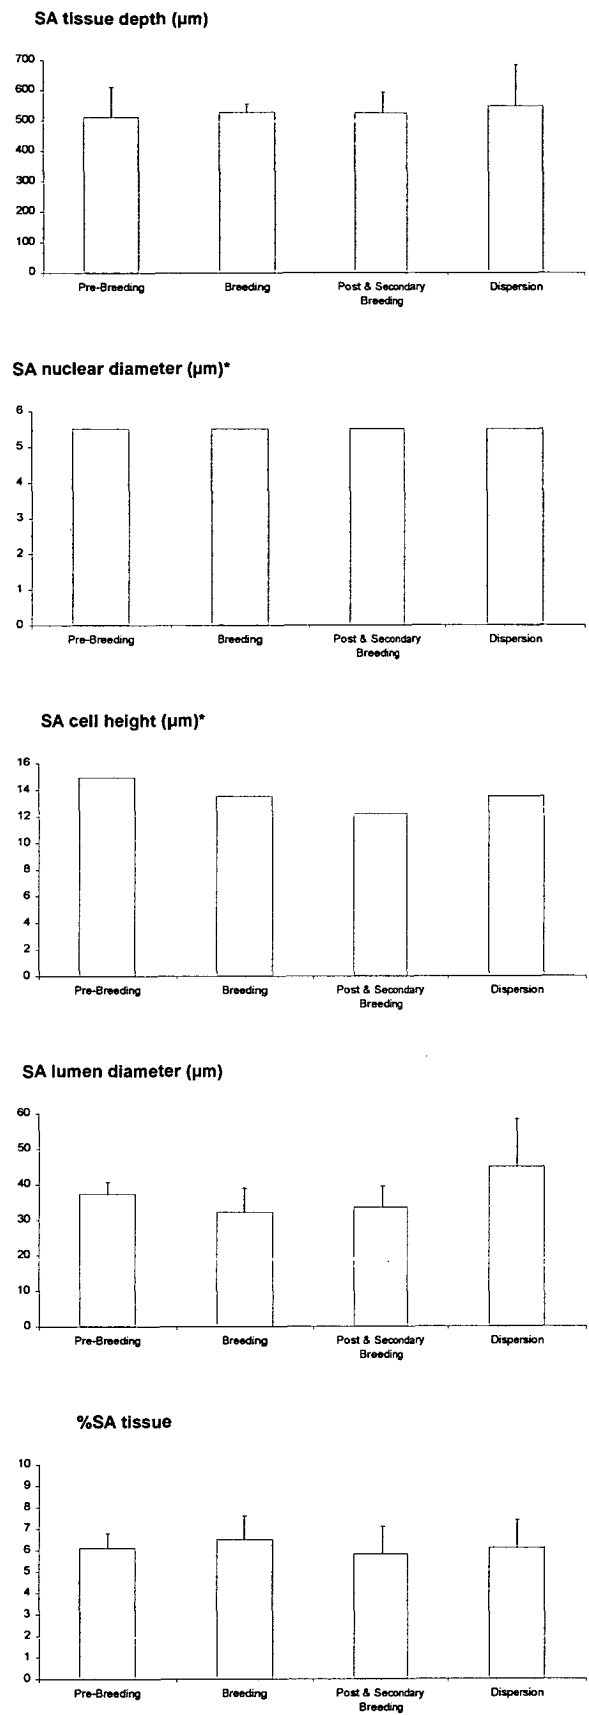 SA tissue depth (µm)
700
600
500
400
300
200
100
0
Pre-Breeding Breeding Post & Secondary Dispersion
Breeding
SA nuclear diameter (µm)*
6
5
4
3
2
1
0
Pre-Breeding Breeding Post & Secondary Dispersion
Breeding
SA cell height (µm)*
16
14
12
10
8
6
4
2
0
Pre-Breeding Breeding Post & Secondary Dispersion
Breeding
SA lumen diameter (µm)
60
50
40
30
20
10
0
Pre-Breeding Breeding Post & Secondary Dispersion
Breeding
%SA tissue
10
9
8
7
6
5
4
3
2
1
0
Pre-Breeding Breeding Post & Secondary Dispersion
Breeding